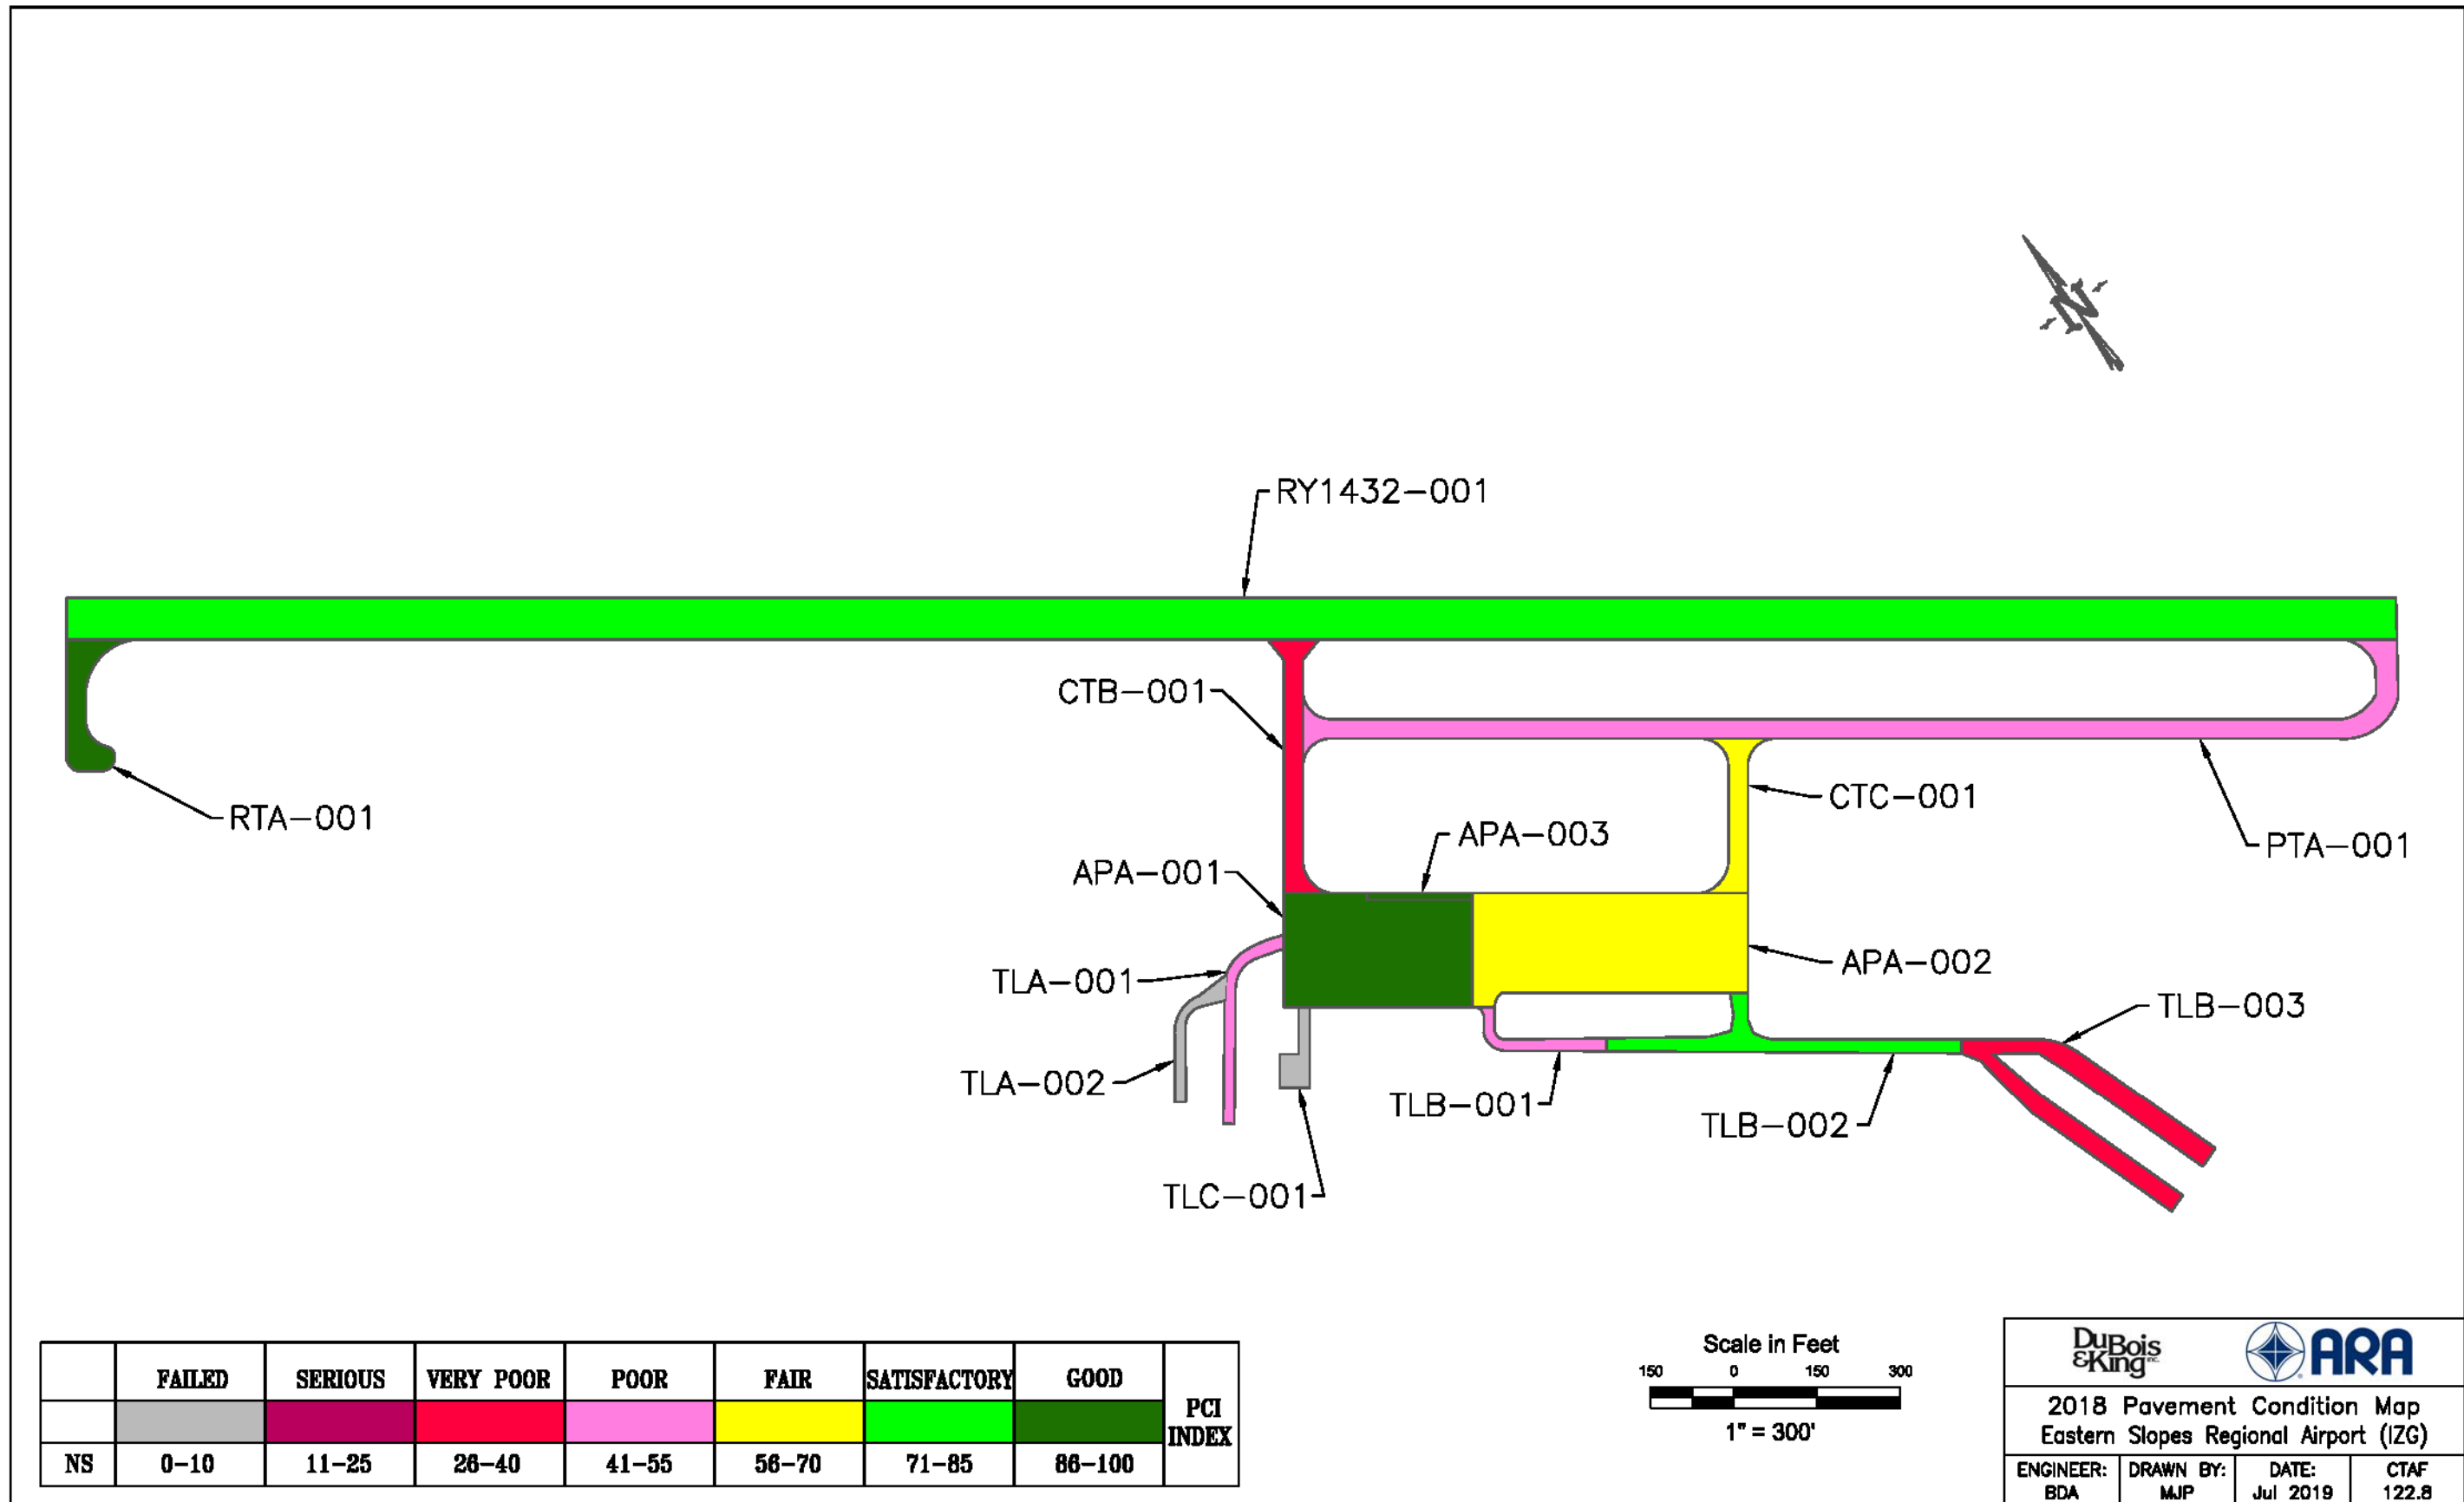 RY1432-001
CTB-001
CTC-001
RTA-001
APA-003
PTA-001
APA-001
TLA-001
APA-002
TLB-003
TLA-002
TLB-001
TLB-002
TLC-001
N
FAILED SERIOUS VERY POOR POOR FAIR SATISFACTORY GOOD
PCI
INDEX
NS 0-10 11-25 26-40 41-55 56-70 71-85 86-100
Scale in Feet
150 0 150 300
1" = 300'
DuBois
&King inc.
ARA
2018 Pavement Condition Map
Eastern Slopes Regional Airport (IZG)
ENGINEER: DRAWN BY: DATE: CTAF
BDA MJP Jul 2019 122.8